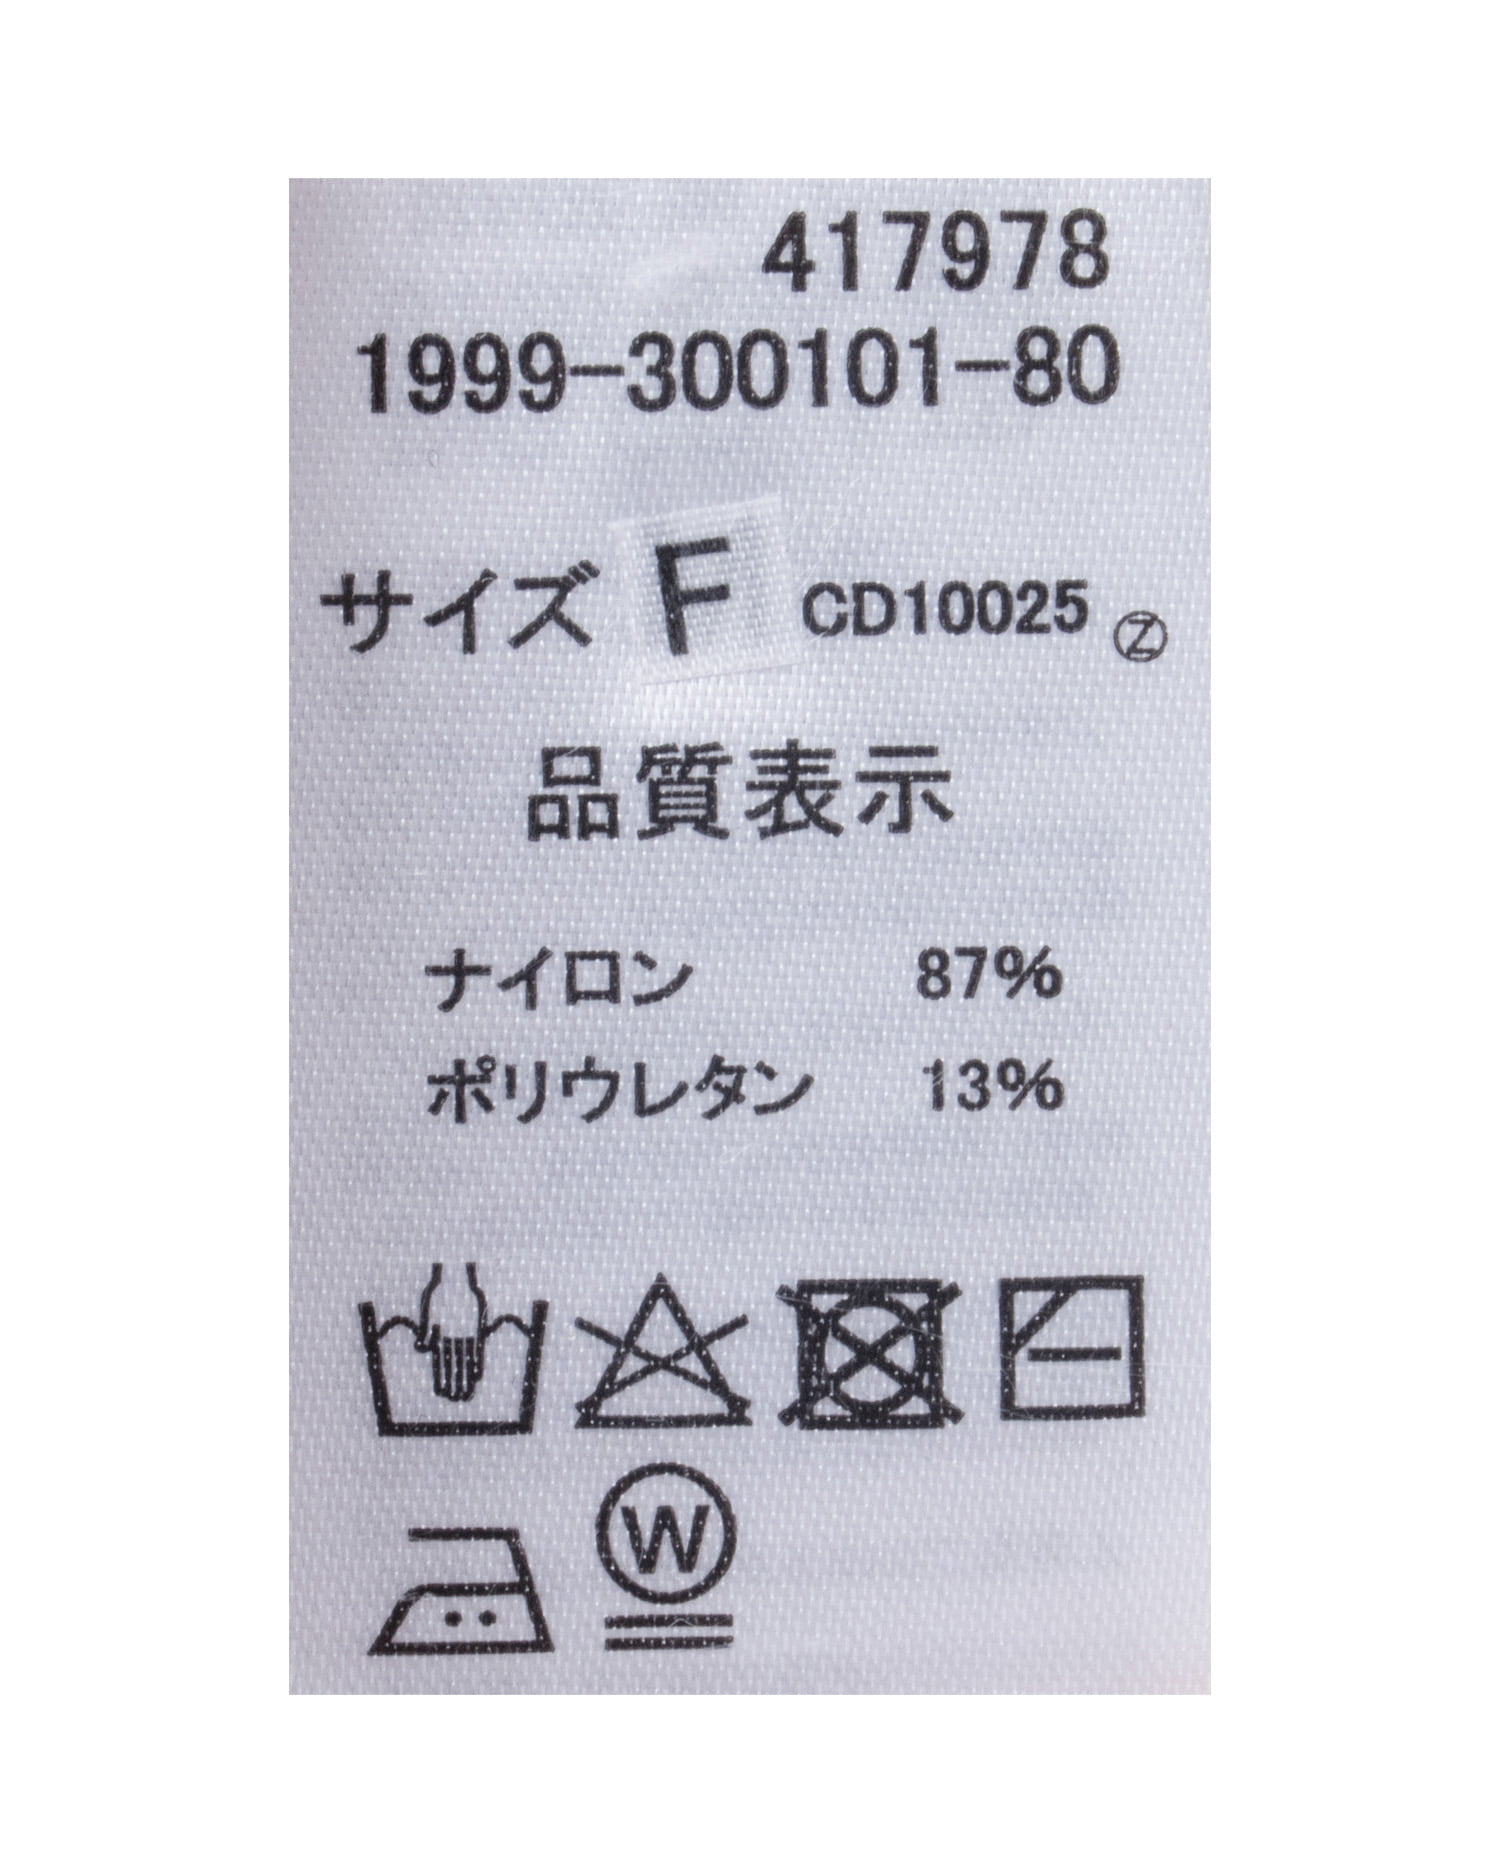 417978
1999-300101-80
サイズ F CD10025 Ⓩ
品質表示
ナイロン 87%
ポリウレタン 13%
W